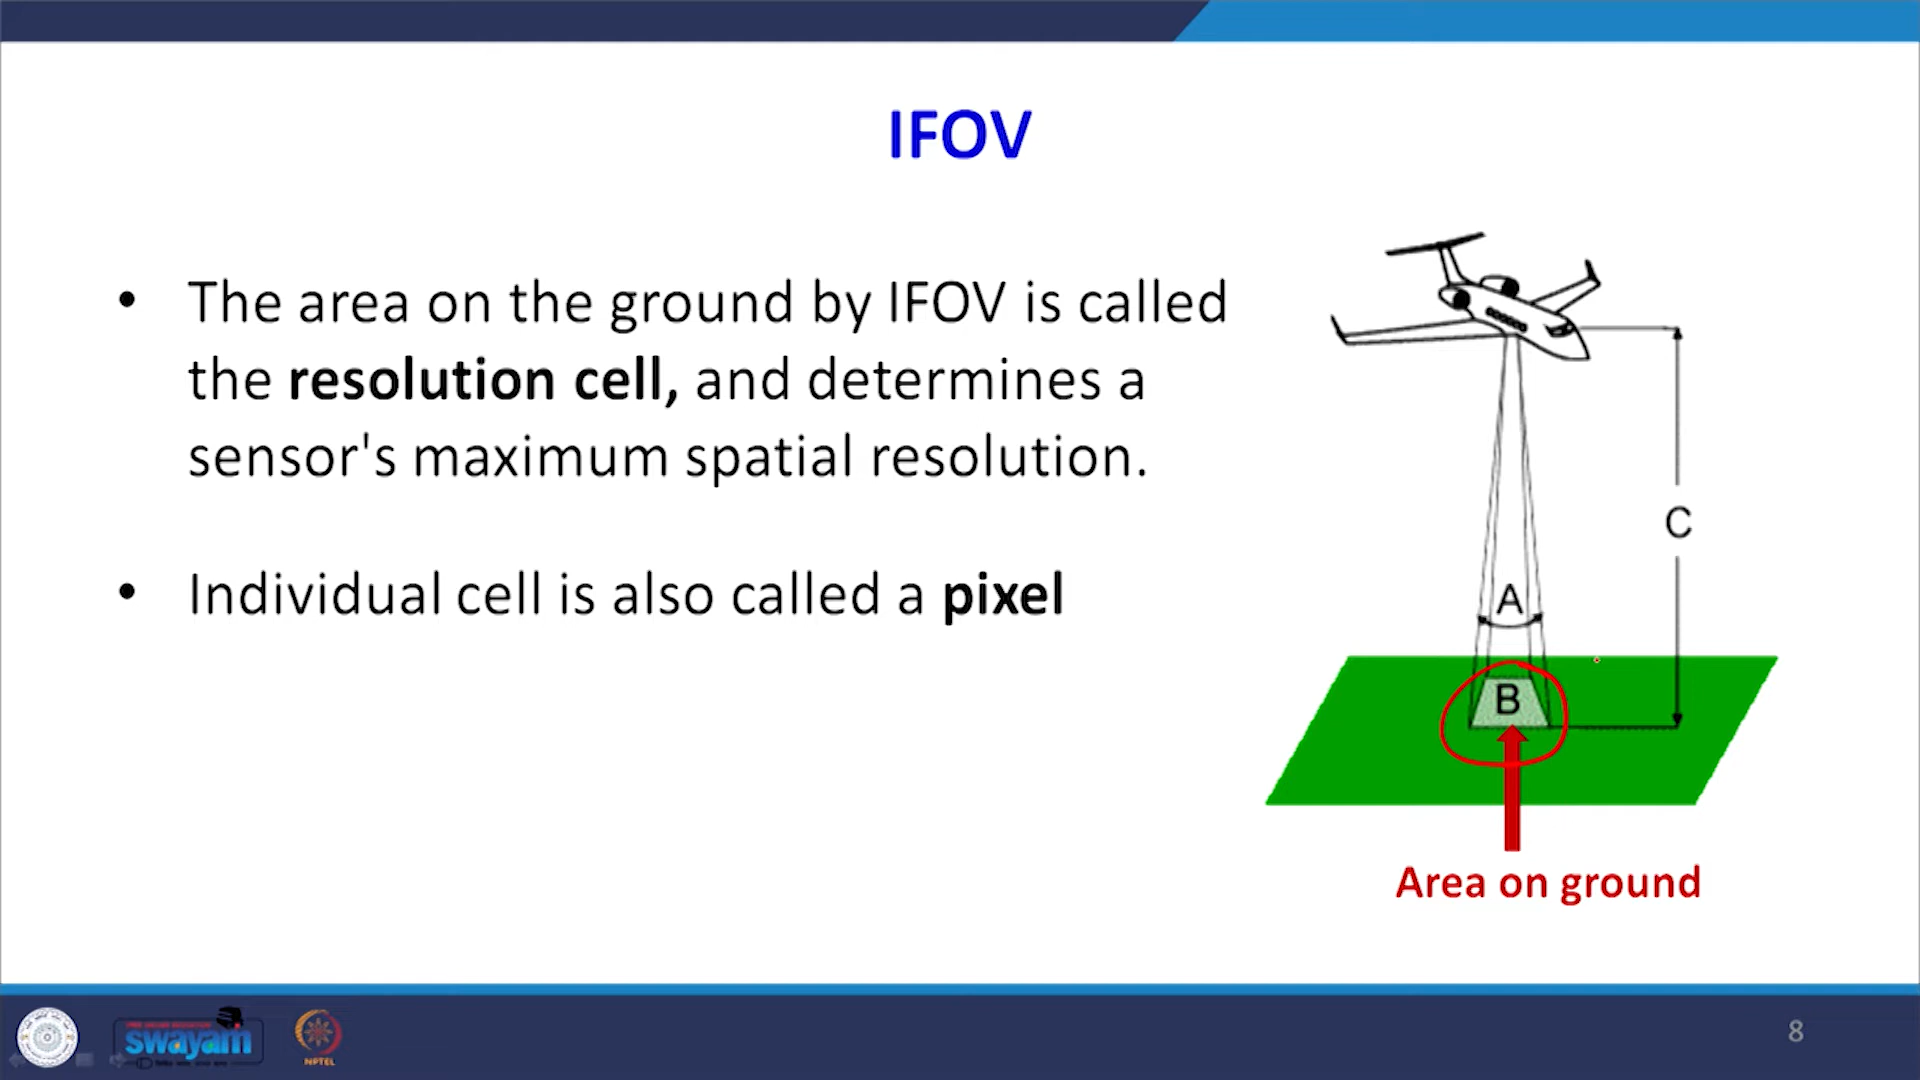 IFOV
• The area on the ground by IFOV is called
the resolution cell, and determines a
sensor's maximum spatial resolution.
• Individual cell is also called a pixel
C
A
B
Area on ground
swayam
NPTEL
8